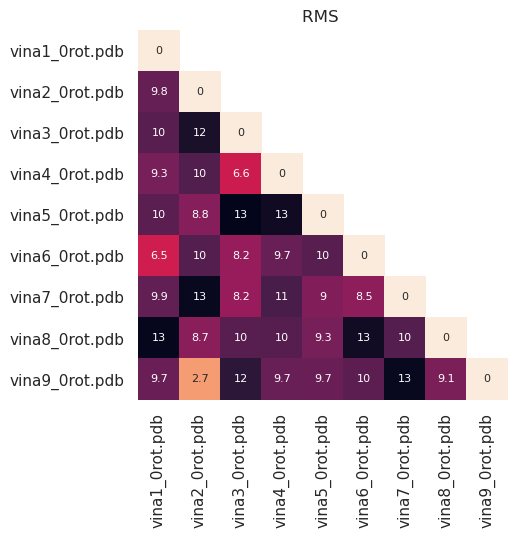 RMS
vina1_0rot.pdb 0
vina2_0rot.pdb 9.8 0
vina3_0rot.pdb 10 12 0
vina4_0rot.pdb 9.3 10 6.6 0
vina5_0rot.pdb 10 8.8 13 13 0
vina6_0rot.pdb 6.5 10 8.2 9.7 10 0
vina7_0rot.pdb 9.9 13 8.2 11 9 8.5 0
vina8_0rot.pdb 13 8.7 10 10 9.3 13 10 0
vina9_0rot.pdb 9.7 2.7 12 9.7 9.7 10 13 9.1 0
vina1_0rot.pdb
vina2_0rot.pdb
vina3_0rot.pdb
vina4_0rot.pdb
vina5_0rot.pdb
vina6_0rot.pdb
vina7_0rot.pdb
vina8_0rot.pdb
vina9_0rot.pdb